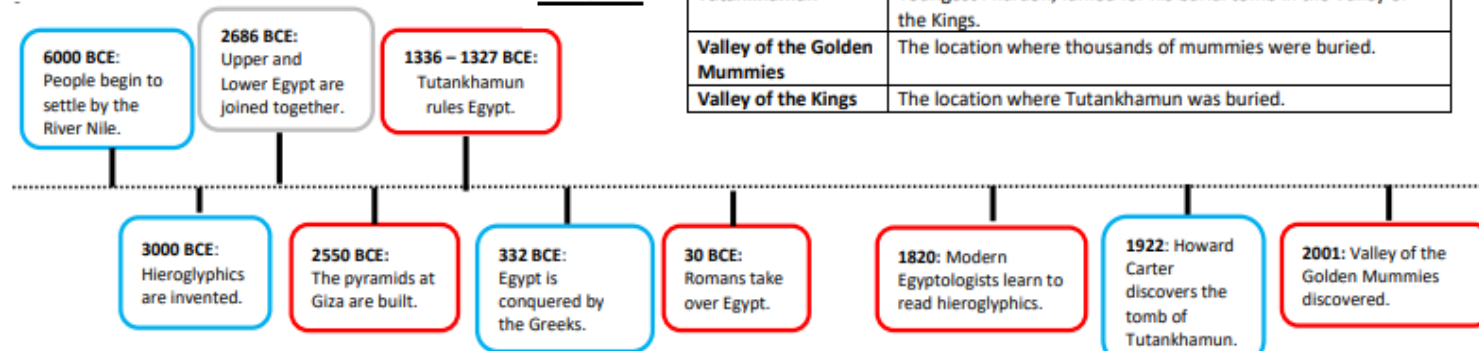 the Kings.
Valley of the Golden Mummies
The location where thousands of mummies were buried.
Valley of the Kings
The location where Tutankhamun was buried.
6000 BCE:
People begin to
settle by the
River Nile.
2686 BCE:
Upper and
Lower Egypt are
joined together.
1336 – 1327 BCE:
Tutankhamun
rules Egypt.
3000 BCE:
Hieroglyphics
are invented.
2550 BCE:
The pyramids at
Giza are built.
332 BCE:
Egypt is
conquered by
the Greeks.
30 BCE:
Romans take
over Egypt.
1820: Modern
Egyptologists learn to
read hieroglyphics.
1922: Howard
Carter
discovers the
tomb of
Tutankhamun.
2001: Valley of the
Golden Mummies
discovered.